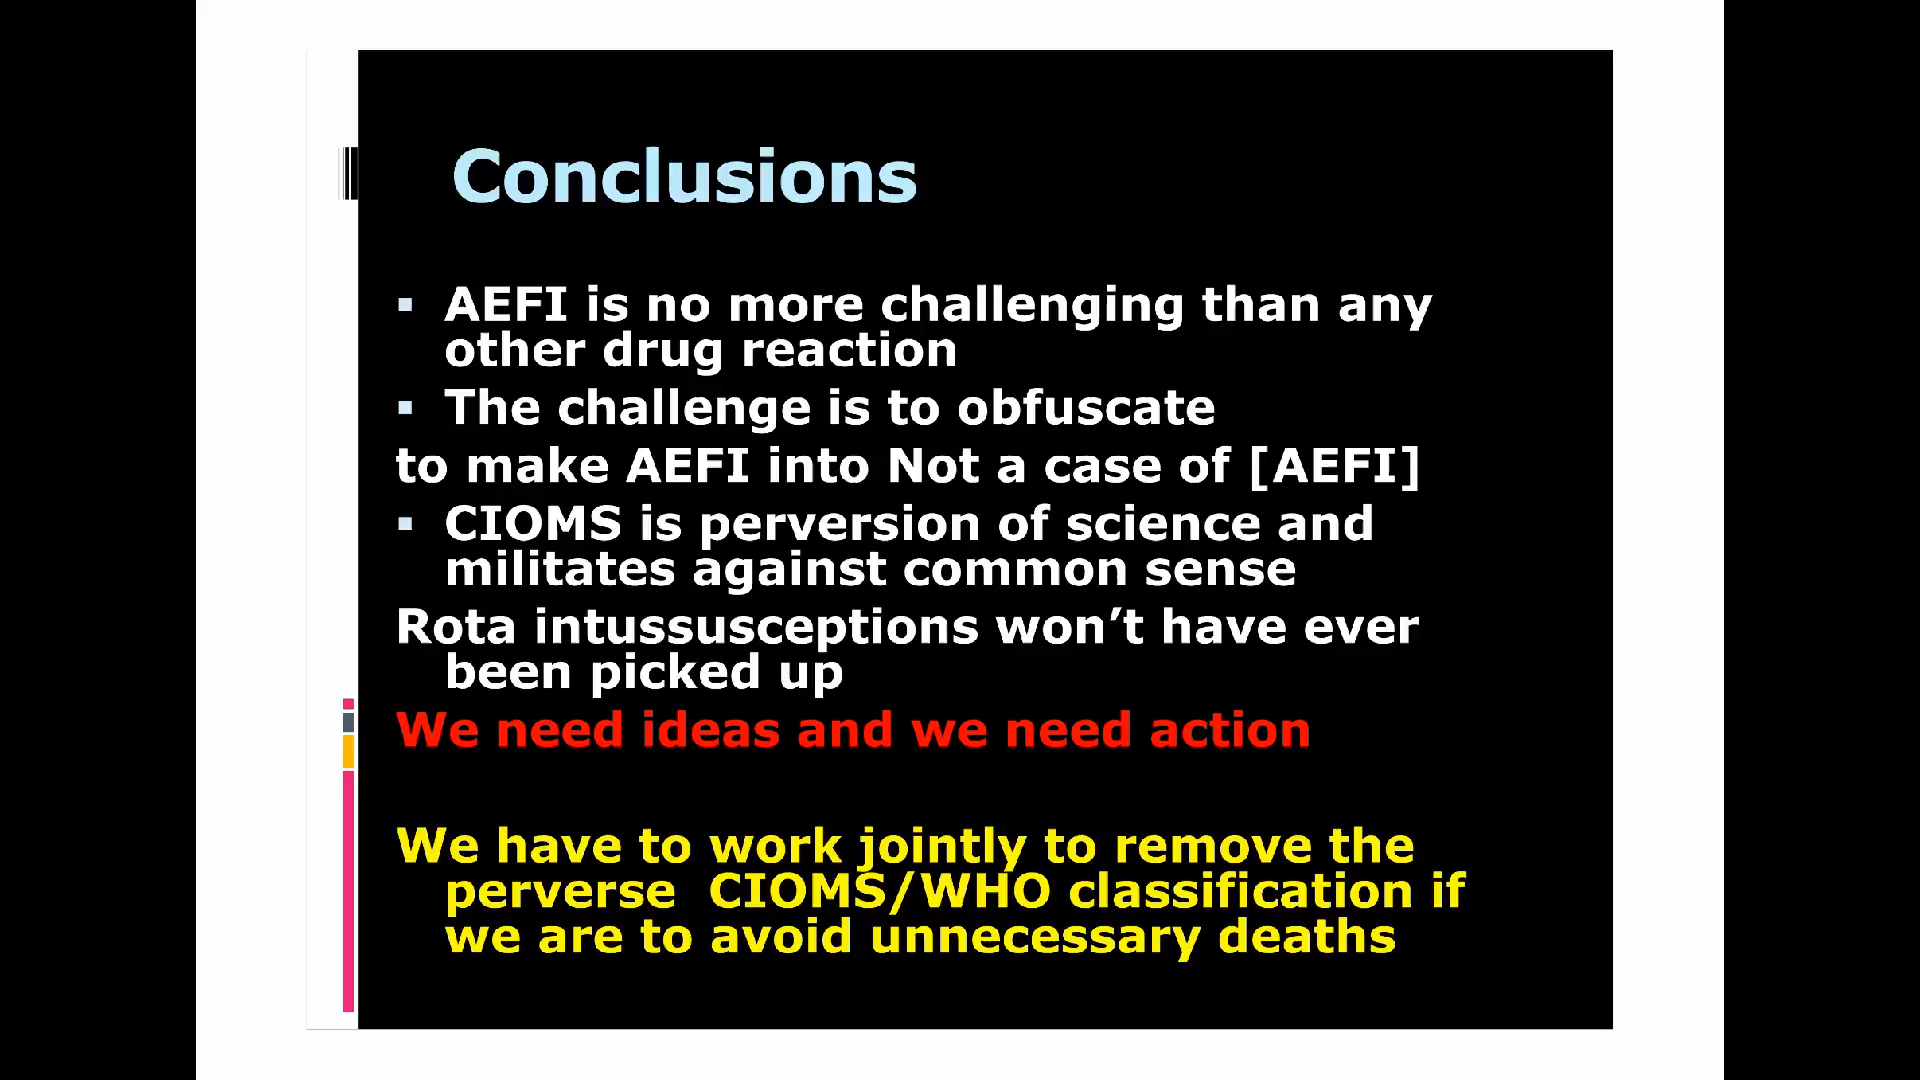 Conclusions
▪ AEFI is no more challenging than any
other drug reaction
▪ The challenge is to obfuscate
to make AEFI into Not a case of [AEFI]
▪ CIOMS is perversion of science and
militates against common sense
Rota intussusceptions won’t have ever
been picked up
We need ideas and we need action
We have to work jointly to remove the
perverse CIOMS/WHO classification if
we are to avoid unnecessary deaths